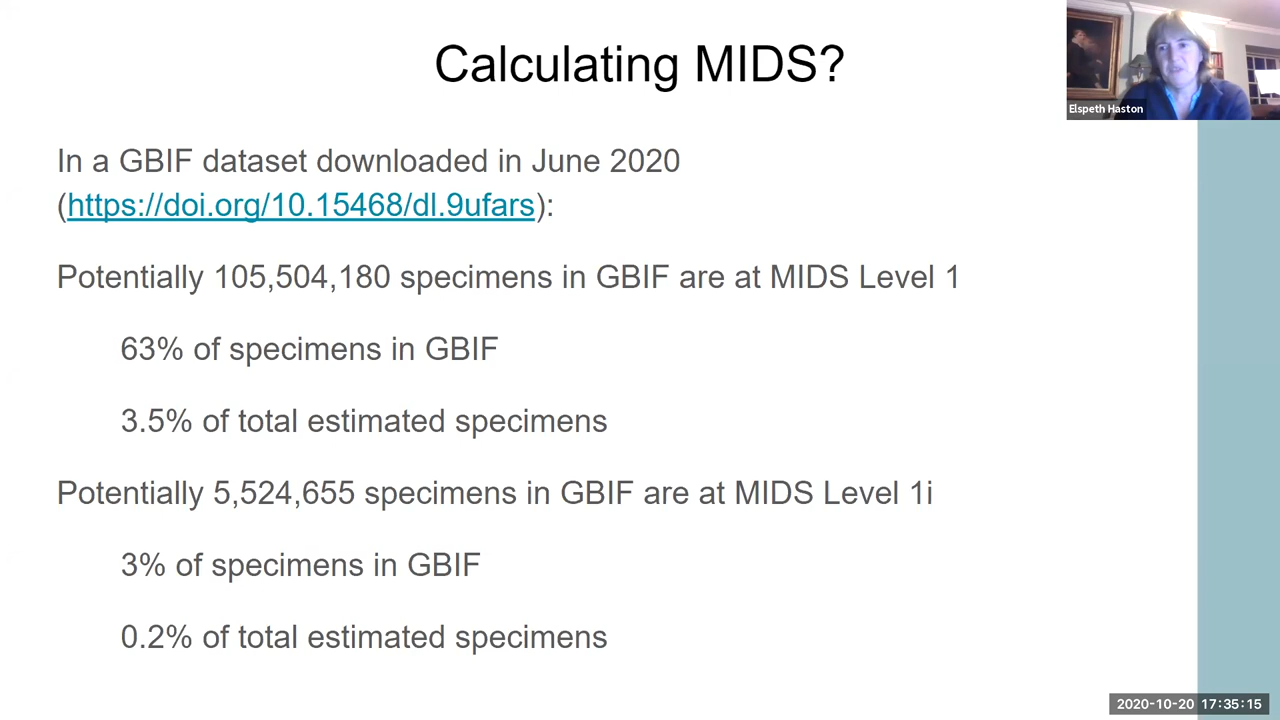 Calculating MIDS?
Elspeth Haston
In a GBIF dataset downloaded in June 2020
(https://doi.org/10.15468/dl.9ufars):
Potentially 105,504,180 specimens in GBIF are at MIDS Level 1
63% of specimens in GBIF
3.5% of total estimated specimens
Potentially 5,524,655 specimens in GBIF are at MIDS Level 1i
3% of specimens in GBIF
0.2% of total estimated specimens
2020-10-20 17:35:15